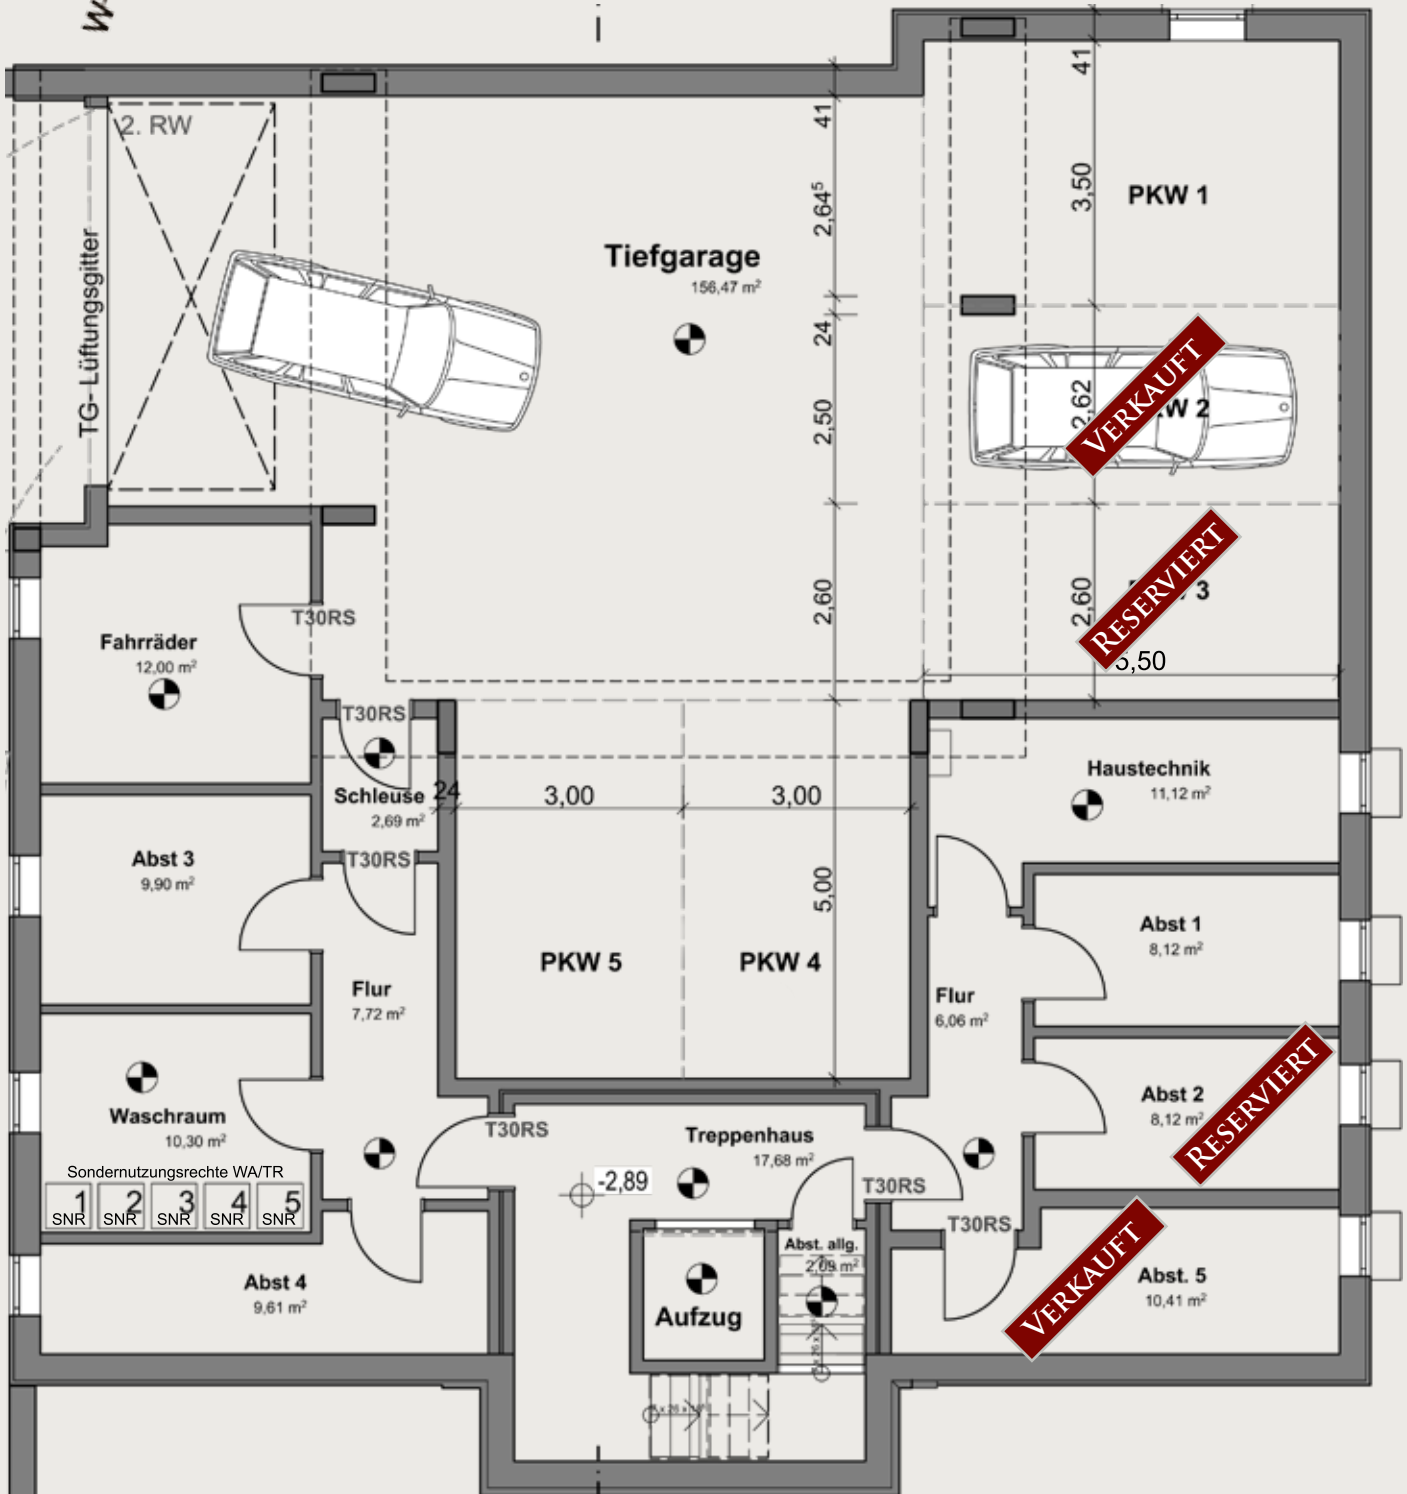 W
2. RW
TG- Lüftungsgitter
Tiefgarage
156,47 m²
41
2,64⁵
24
2,50
2,60
5,00
41
3,50
2,62
2,60
5,50
PKW 1
W 2
VERKAUFT
3
RESERVIERT
Fahrräder
12,00 m²
T30RS
T30RS
Schleuse
2,69 m²
24
3,00
3,00
T30RS
Haustechnik
11,12 m²
Abst 3
9,90 m²
PKW 5
PKW 4
Abst 1
8,12 m²
Flur
7,72 m²
Flur
6,06 m²
Waschraum
10,30 m²
Sondernutzungsrechte WA/TR
1 2 3 4 5
SNR SNR SNR SNR SNR
T30RS
Treppenhaus
17,68 m²
-2,89
T30RS
Abst 2
8,12 m²
RESERVIERT
T30RS
Abst 4
9,61 m²
Aufzug
Abst. allg.
2,09 m²
Abst. 5
10,41 m²
VERKAUFT